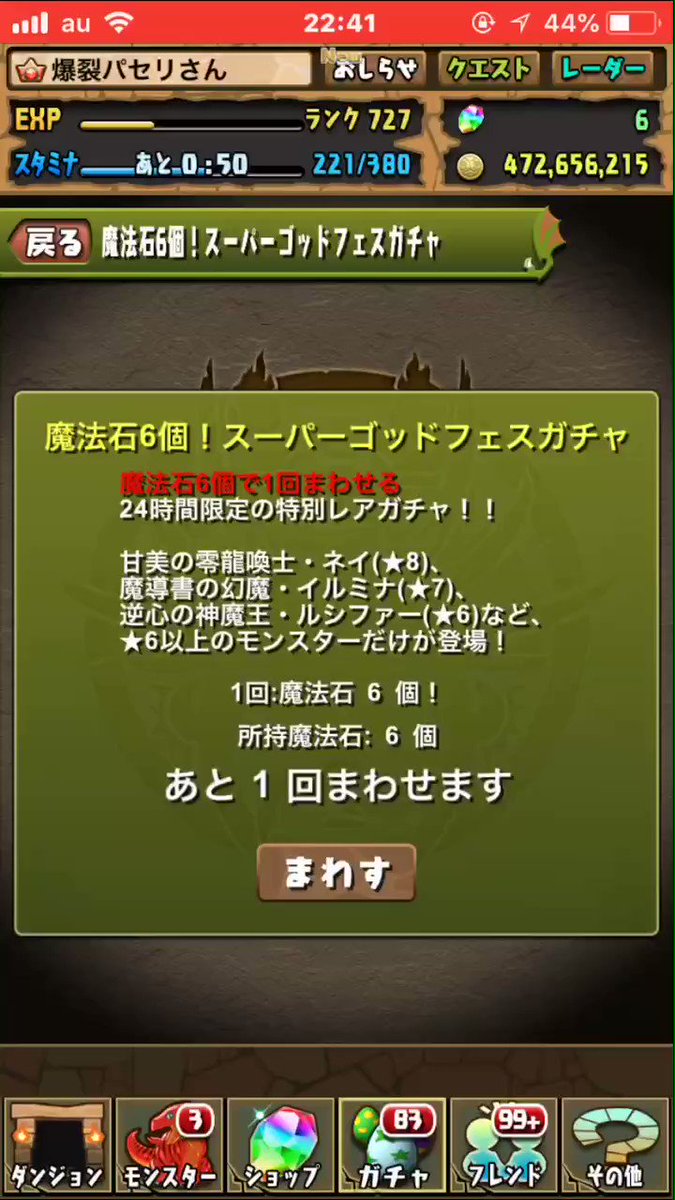 au 22:41 44%
爆裂パセリさん New おしらせ クエスト レーダー
EXP ランク 727 6
スタミナ あと0:50 221/380 472,656,215
戻る 魔法石6個!スーパーゴッドフェスガチャ
魔法石6個!スーパーゴッドフェスガチャ
魔法石6個で1回まわせる
24時間限定の特別レアガチャ!!
甘美の零龍喚士・ネイ(★8)、
魔導書の幻魔・イルミナ(★7)、
逆心の神魔王・ルシファー(★6)など、
★6以上のモンスターだけが登場!
1回:魔法石 6 個!
所持魔法石: 6 個
あと 1 回まわせます
まわす
3 83 99+
ダンジョン モンスター ショップ ガチャ フレンド その他